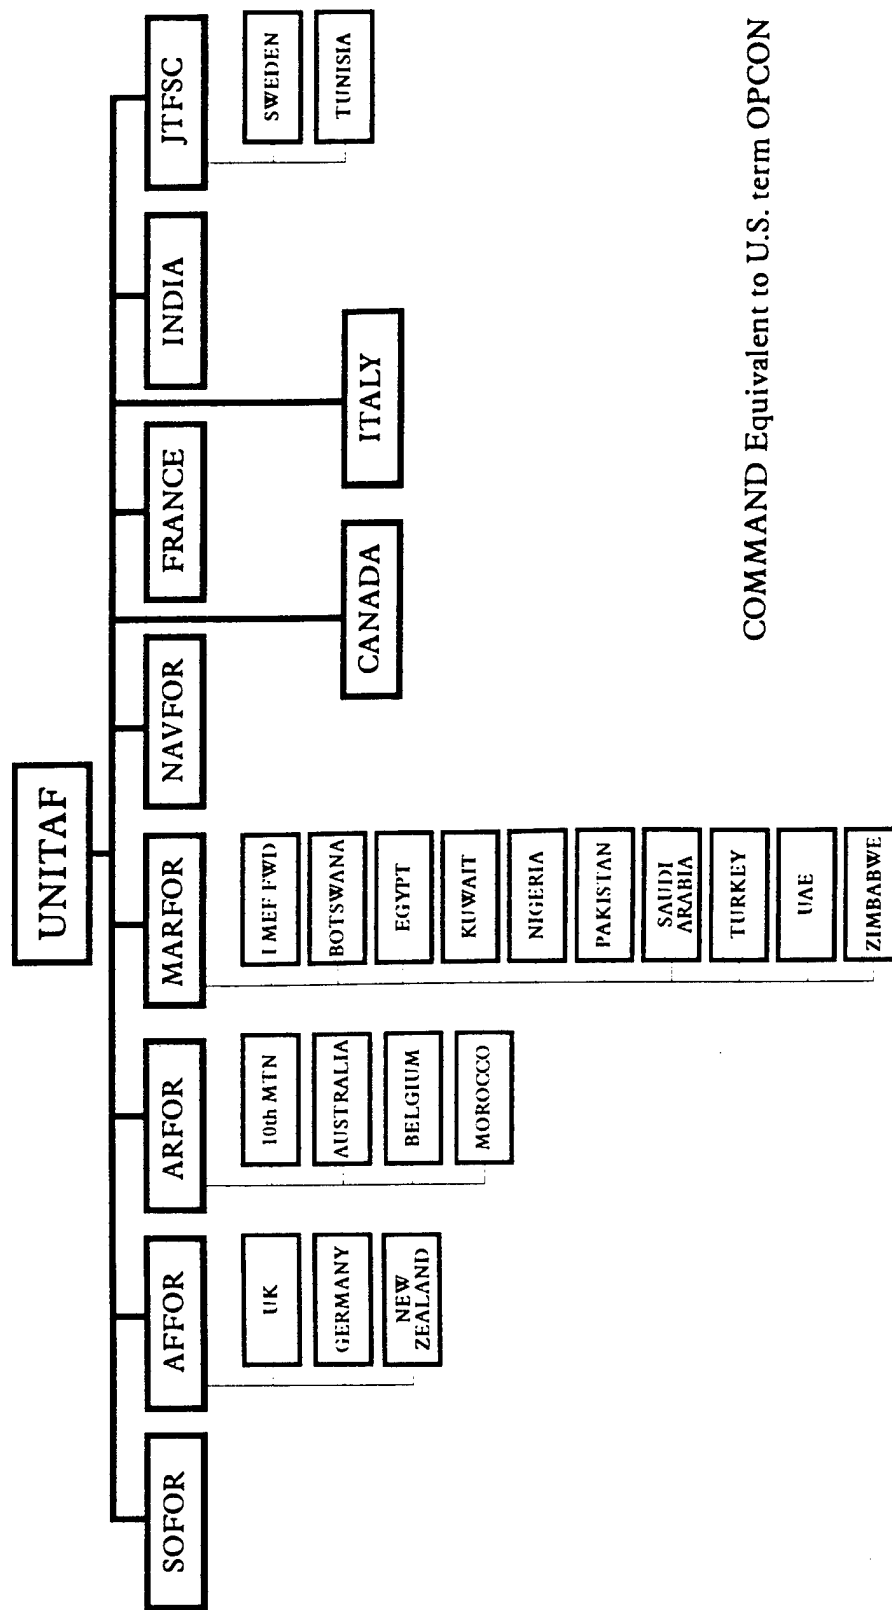 UNITAF
SOFOR
AFFOR
ARFOR
MARFOR
NAVFOR
FRANCE
INDIA
JTFSC
UK
GERMANY
NEW
ZEALAND
10th MTN
AUSTRALIA
BELGIUM
MOROCCO
I MEF FWD
BOTSWANA
EGYPT
KUWAIT
NIGERIA
PAKISTAN
SAUDI
ARABIA
TURKEY
UAE
ZIMBABWE
CANADA
ITALY
SWEDEN
TUNISIA
COMMAND Equivalent to U.S. term OPCON